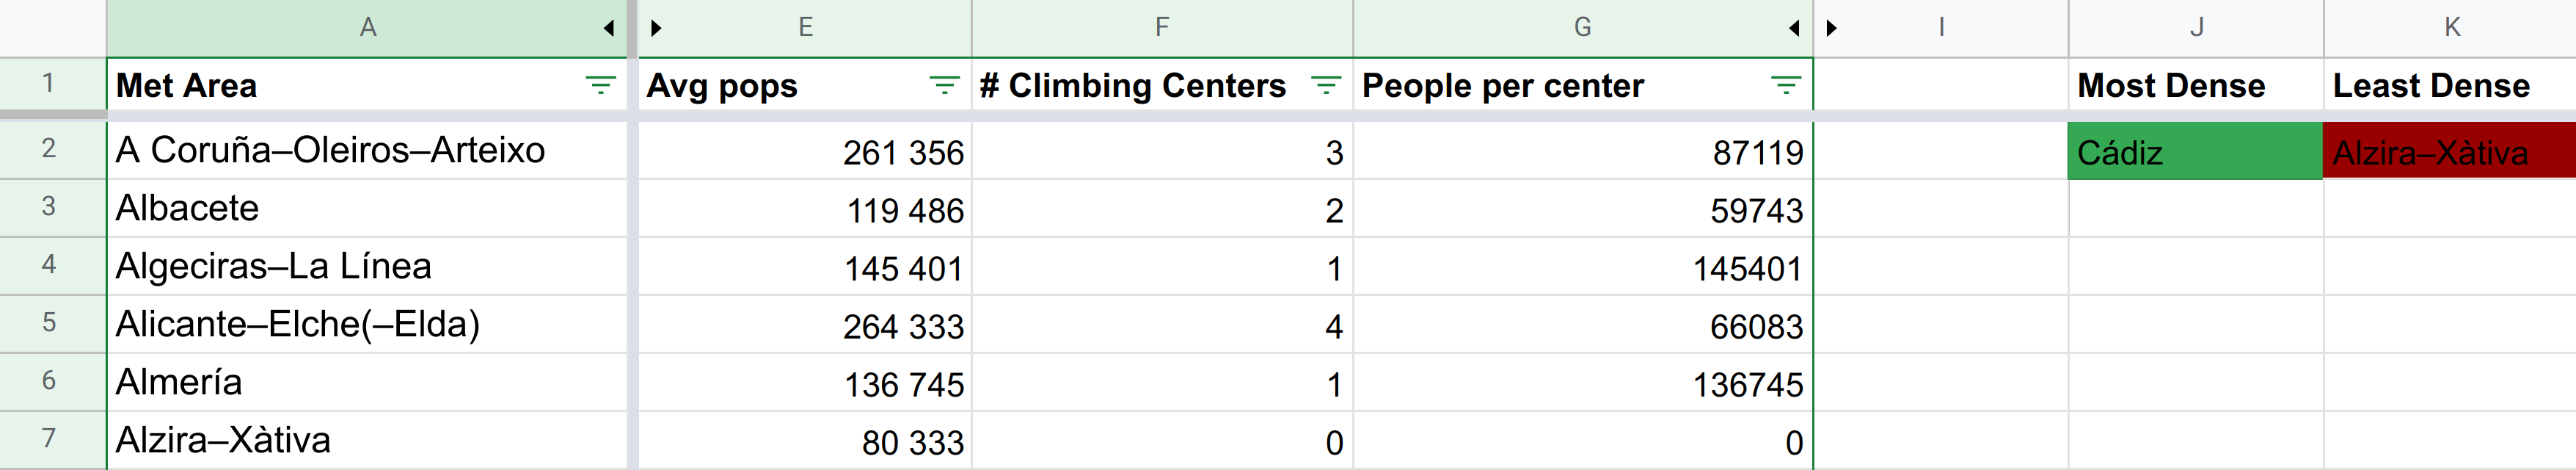 A E F G I J K
1 Met Area Avg pops # Climbing Centers People per center Most Dense Least Dense
2 A Coruña–Oleiros–Arteixo 261 356 3 87119 Cádiz Alzira–Xàtiva
3 Albacete 119 486 2 59743
4 Algeciras–La Línea 145 401 1 145401
5 Alicante–Elche(–Elda) 264 333 4 66083
6 Almería 136 745 1 136745
7 Alzira–Xàtiva 80 333 0 0